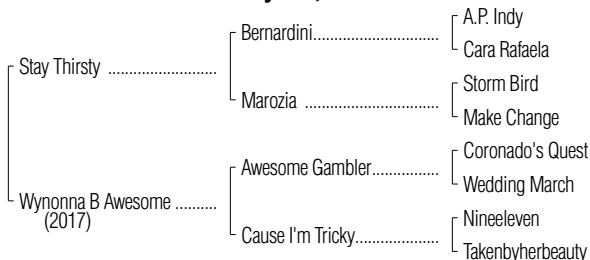 A.P. Indy
Bernardini..............................
Cara Rafaela
Stay Thirsty ..........................
Storm Bird
Marozia ................................
Make Change
Coronado's Quest
Awesome Gambler................
Wedding March
Wynonna B Awesome ..........
(2017)
Nineeleven
Cause I'm Tricky....................
Takenbyherbeauty